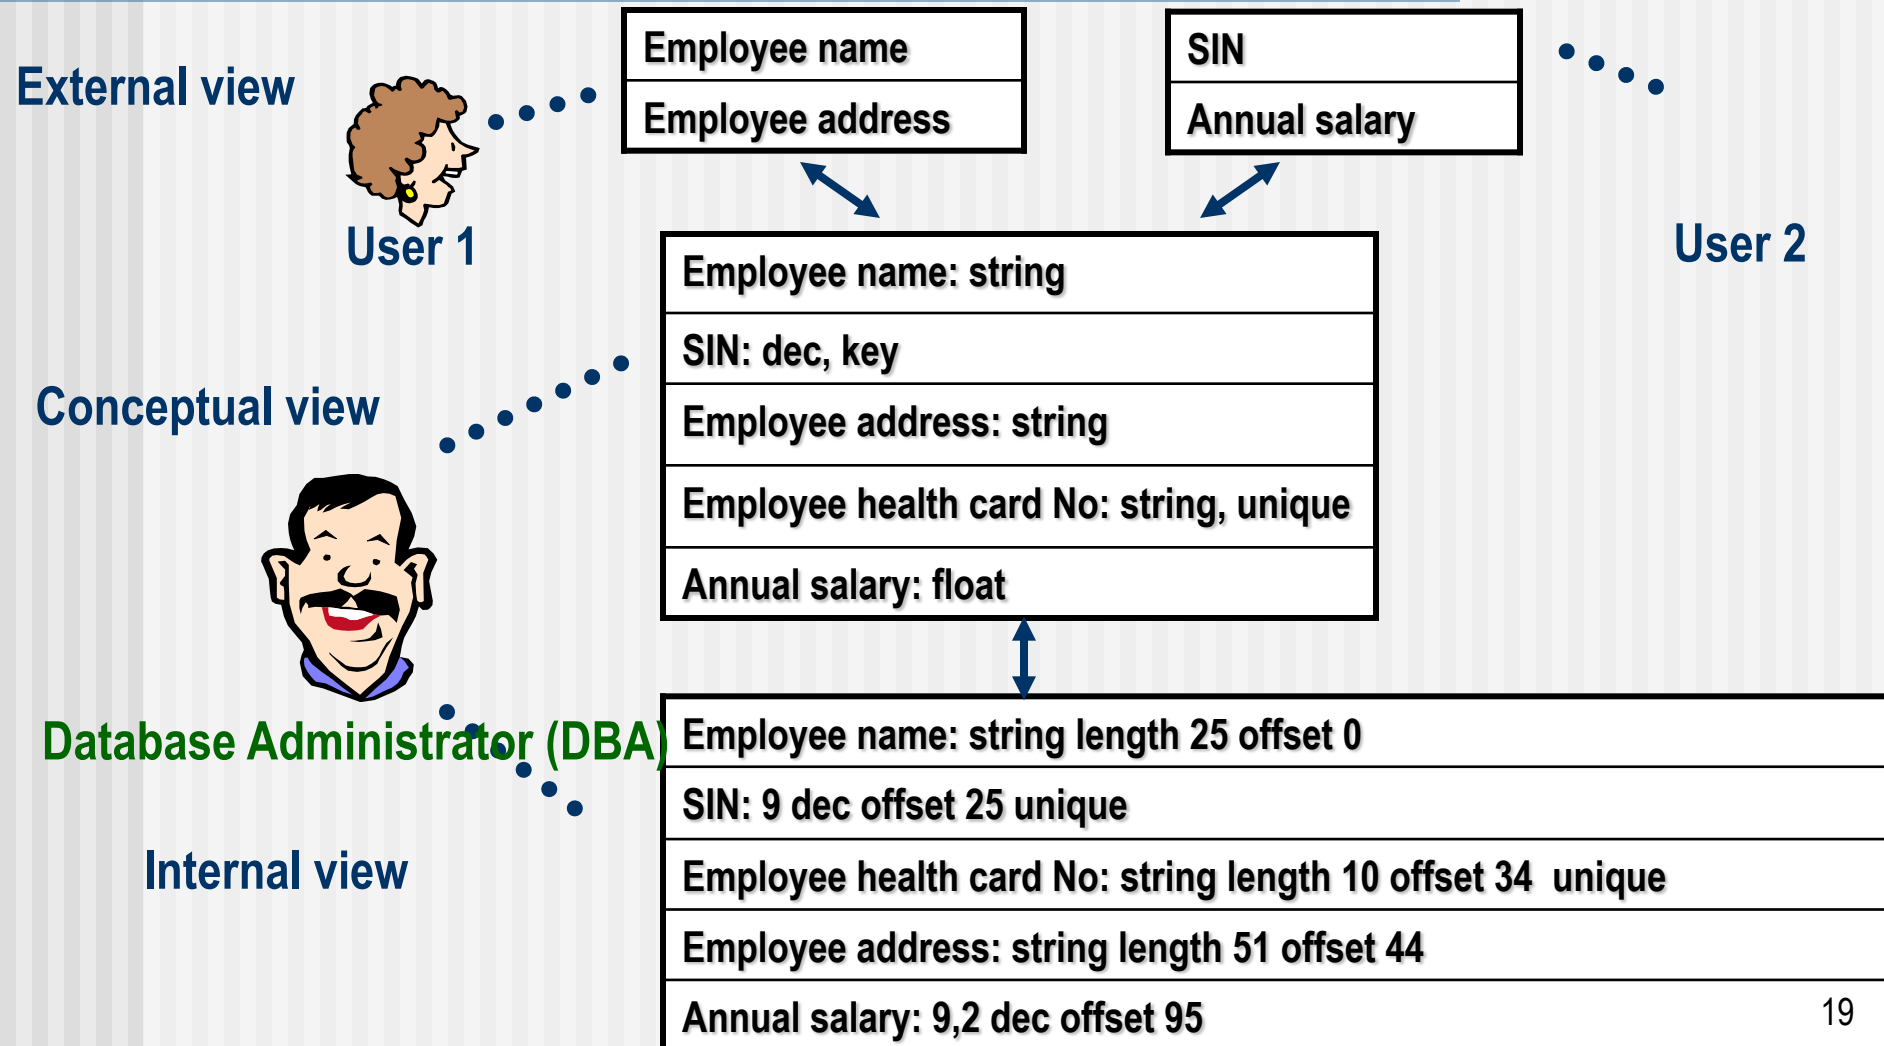 External view
Employee name
Employee address
SIN
Annual salary
User 1
User 2
Conceptual view
Employee name: string
SIN: dec, key
Employee address: string
Employee health card No: string, unique
Annual salary: float
Database Administrator (DBA)
Internal view
Employee name: string length 25 offset 0
SIN: 9 dec offset 25 unique
Employee health card No: string length 10 offset 34 unique
Employee address: string length 51 offset 44
Annual salary: 9,2 dec offset 95
19